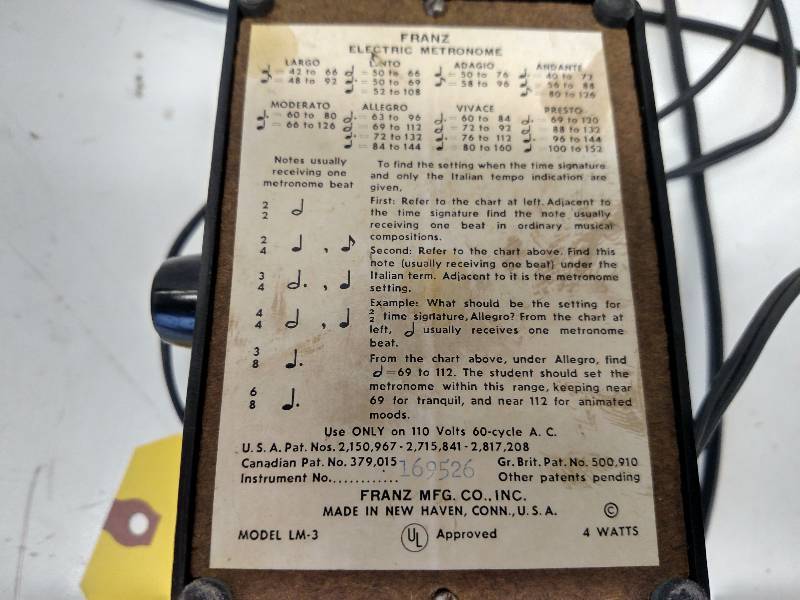 FRANZ
ELECTRIC METRONOME
LARGO
= 42 to 66
= 48 to 92
LENTO
= 50 to 66
= 50 to 69
= 52 to 108
ADAGIO
= 50 to 76
= 58 to 96
ANDANTE
= 40 to 72
= 56 to 88
= 80 to 126
MODERATO
= 60 to 80
= 66 to 126
ALLEGRO
= 63 to 96
= 69 to 112
= 72 to 132
= 84 to 144
VIVACE
= 60 to 84
= 72 to 92
= 76 to 112
= 80 to 160
PRESTO
= 69 to 120
= 88 to 132
= 96 to 144
100 to 152
Notes usually
receiving one
metronome beat
2
2
2
4 ,
3
4 ,
4
4 ,
3
8
6
8
To find the setting when the time signature
and only the Italian tempo indication are
given,
First: Refer to the chart at left. Adjacent to
the time signature find the note usually
receiving one beat in ordinary musical
compositions.
Second: Refer to the chart above. Find this
note (usually receiving one beat) under the
Italian term. Adjacent to it is the metronome
setting.
Example: What should be the setting for
2/2 time signature, Allegro? From the chart at
left, usually receives one metronome
beat.
From the chart above, under Allegro, find
=69 to 112. The student should set the
metronome within this range, keeping near
69 for tranquil, and near 112 for animated
moods.
Use ONLY on 110 Volts 60-cycle A. C.
U. S. A. Pat. Nos. 2,150,967 - 2,715,841 - 2,817,208
Canadian Pat. No. 379,015 Gr. Brit. Pat. No. 500,910
Instrument No............ 169526 Other patents pending
FRANZ MFG. CO., INC.
MADE IN NEW HAVEN, CONN., U. S. A. ©
MODEL LM-3 UL Approved 4 WATTS